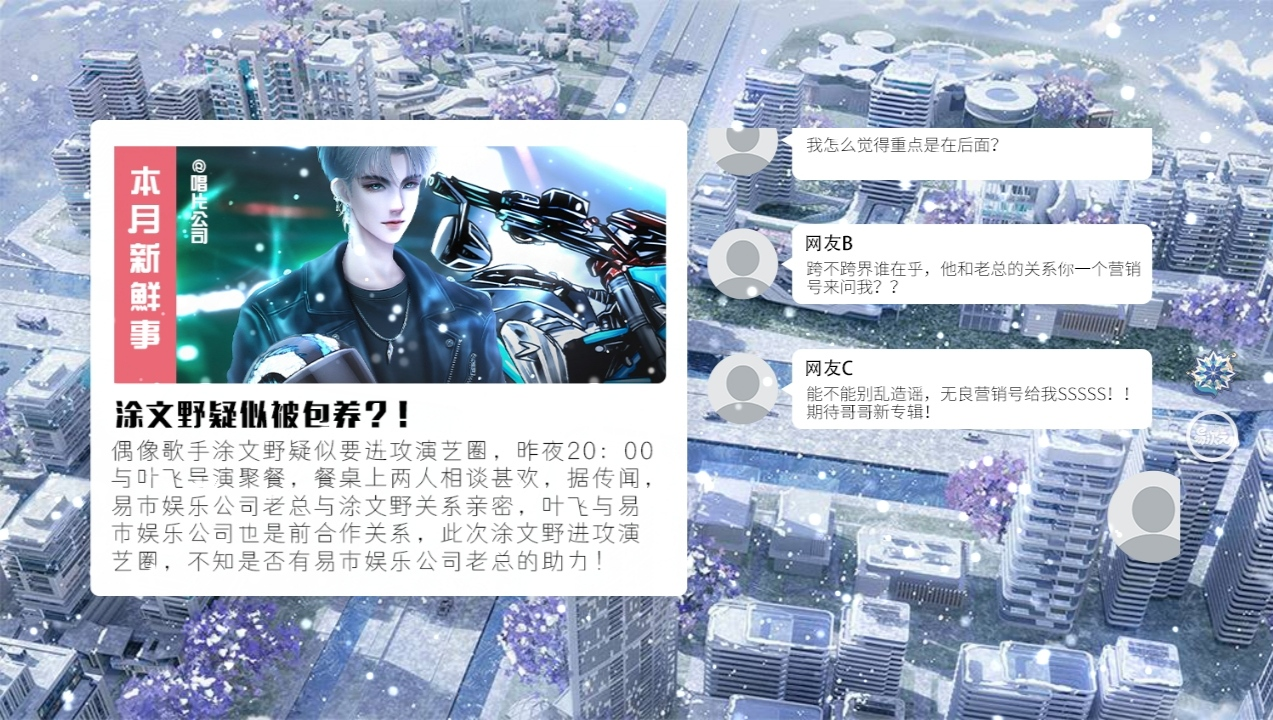 本月新鲜事
@唱片公司
涂文野疑似被包养？！
偶像歌手涂文野疑似要进攻演艺圈，昨夜20：00
与叶飞导演聚餐，餐桌上两人相谈甚欢，据传闻，
易市娱乐公司老总与涂文野关系亲密，叶飞与易
市娱乐公司也是前合作关系，此次涂文野进攻演
艺圈，不知是否有易市娱乐公司老总的助力！
我怎么觉得重点是在后面？
网友B
跨不跨界谁在乎，他和老总的关系你一个营销
号来问我？？
网友C
能不能别乱造谣，无良营销号给我SSSSS！！
期待哥哥新专辑！